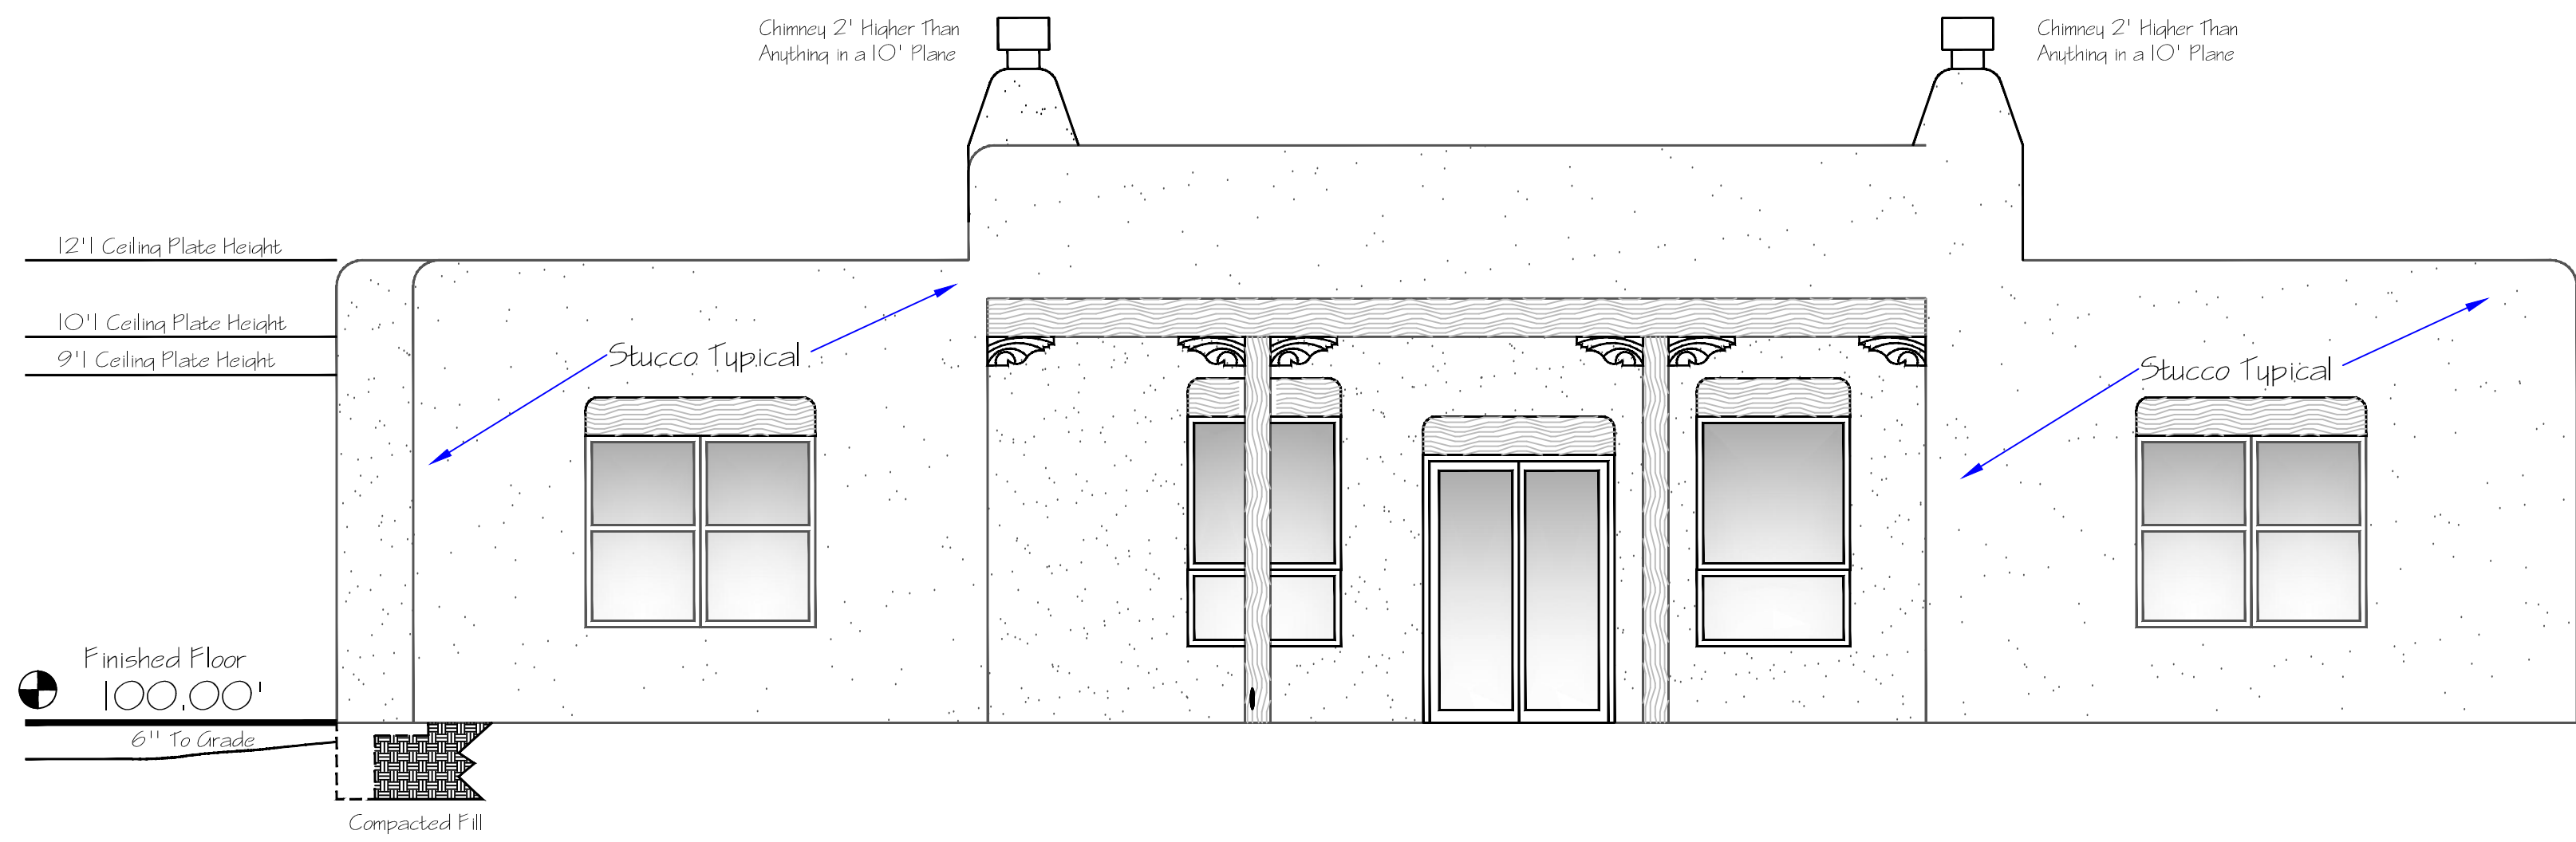 Chimney 2' Higher Than
Anything in a 10' Plane
Chimney 2' Higher Than
Anything in a 10' Plane
12'1 Ceiling Plate Height
10'1 Ceiling Plate Height
9'1 Ceiling Plate Height
Stucco Typical
Stucco Typical
Finished Floor
100.00'
6'' To Grade
Compacted Fill